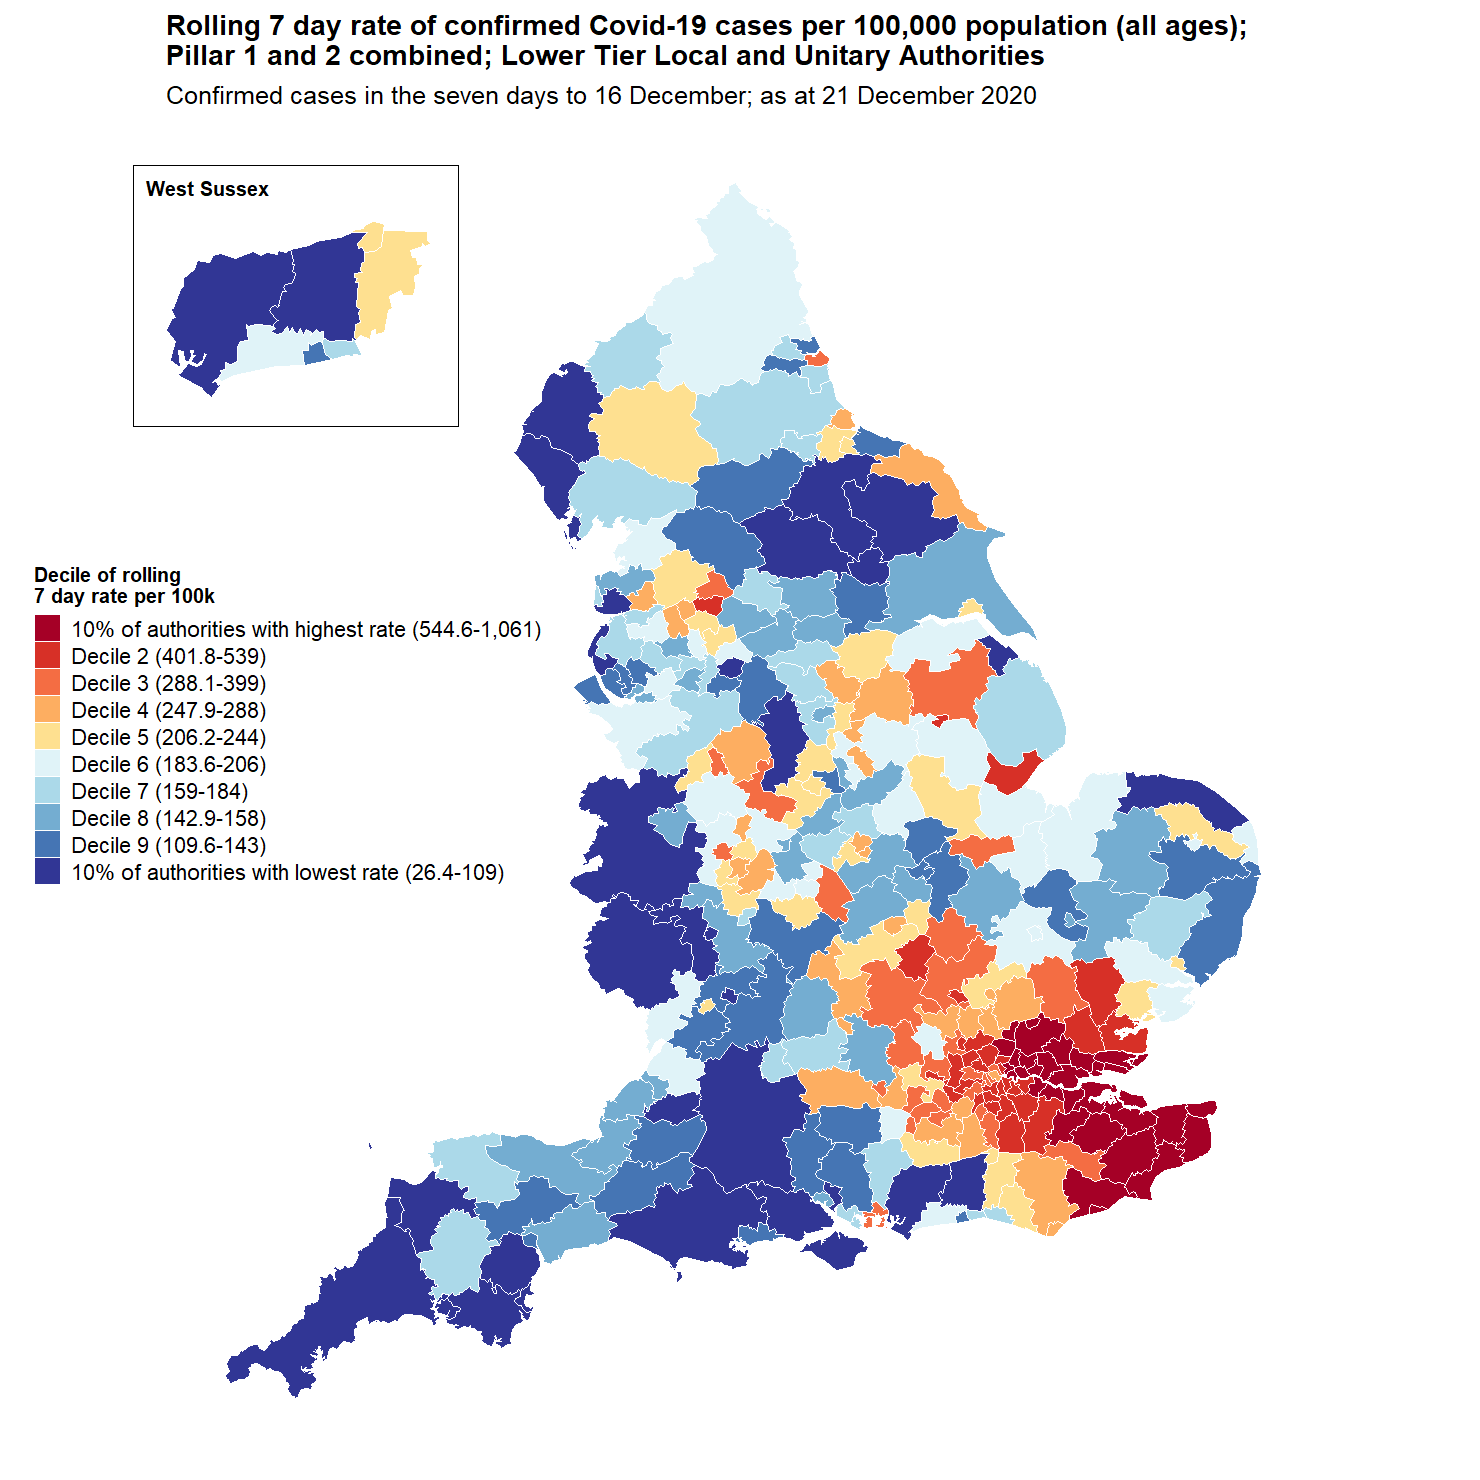 Rolling 7 day rate of confirmed Covid-19 cases per 100,000 population (all ages);
Pillar 1 and 2 combined; Lower Tier Local and Unitary Authorities
Confirmed cases in the seven days to 16 December; as at 21 December 2020
West Sussex
Decile of rolling
7 day rate per 100k
10% of authorities with highest rate (544.6-1,061)
Decile 2 (401.8-539)
Decile 3 (288.1-399)
Decile 4 (247.9-288)
Decile 5 (206.2-244)
Decile 6 (183.6-206)
Decile 7 (159-184)
Decile 8 (142.9-158)
Decile 9 (109.6-143)
10% of authorities with lowest rate (26.4-109)